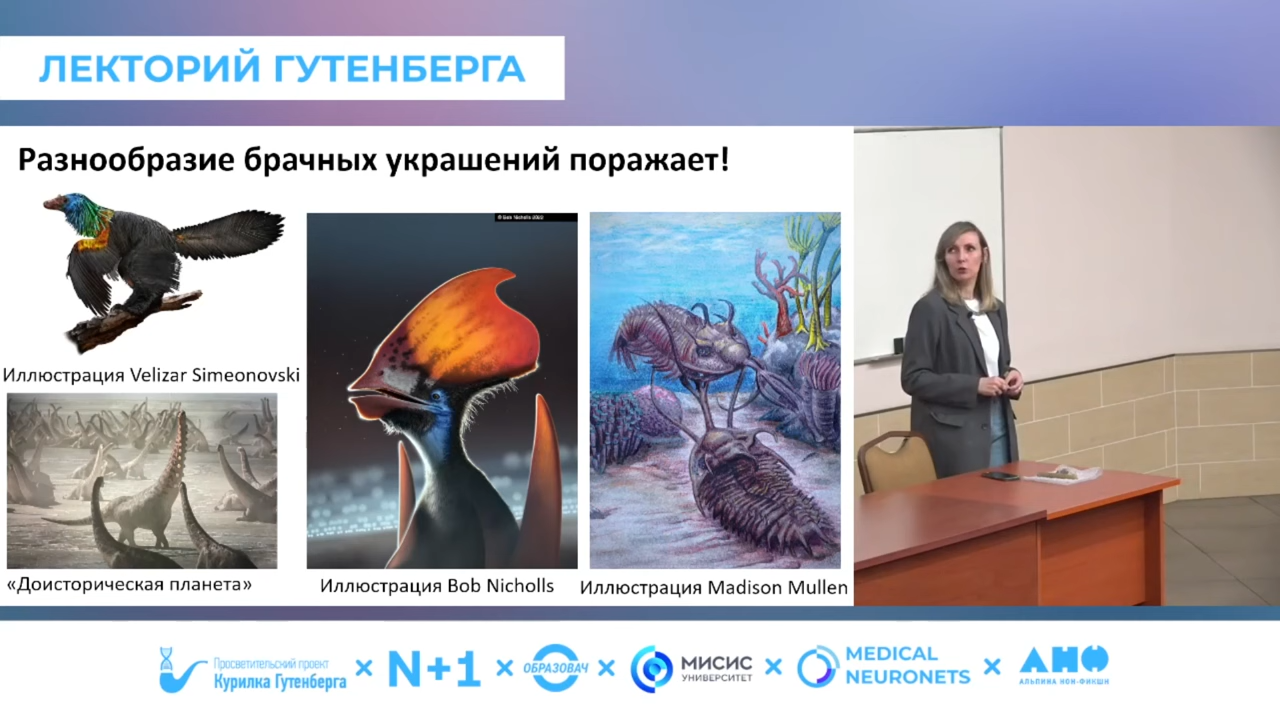 ЛЕКТОРИЙ ГУТЕНБЕРГА
Разнообразие брачных украшений поражает!
© Bob Nicholls 2022
Иллюстрация Velizar Simeonovski
«Доисторическая планета»
Иллюстрация Bob Nicholls
Иллюстрация Madison Mullen
Просветительский проект
Курилка Гутенберга
×
N+1
×
ОБРАЗОВАЧ
×
МИСИС
УНИВЕРСИТЕТ
×
MEDICAL
NEURONETS
×
АНФ
АЛЬПИНА НОН-ФИКШН